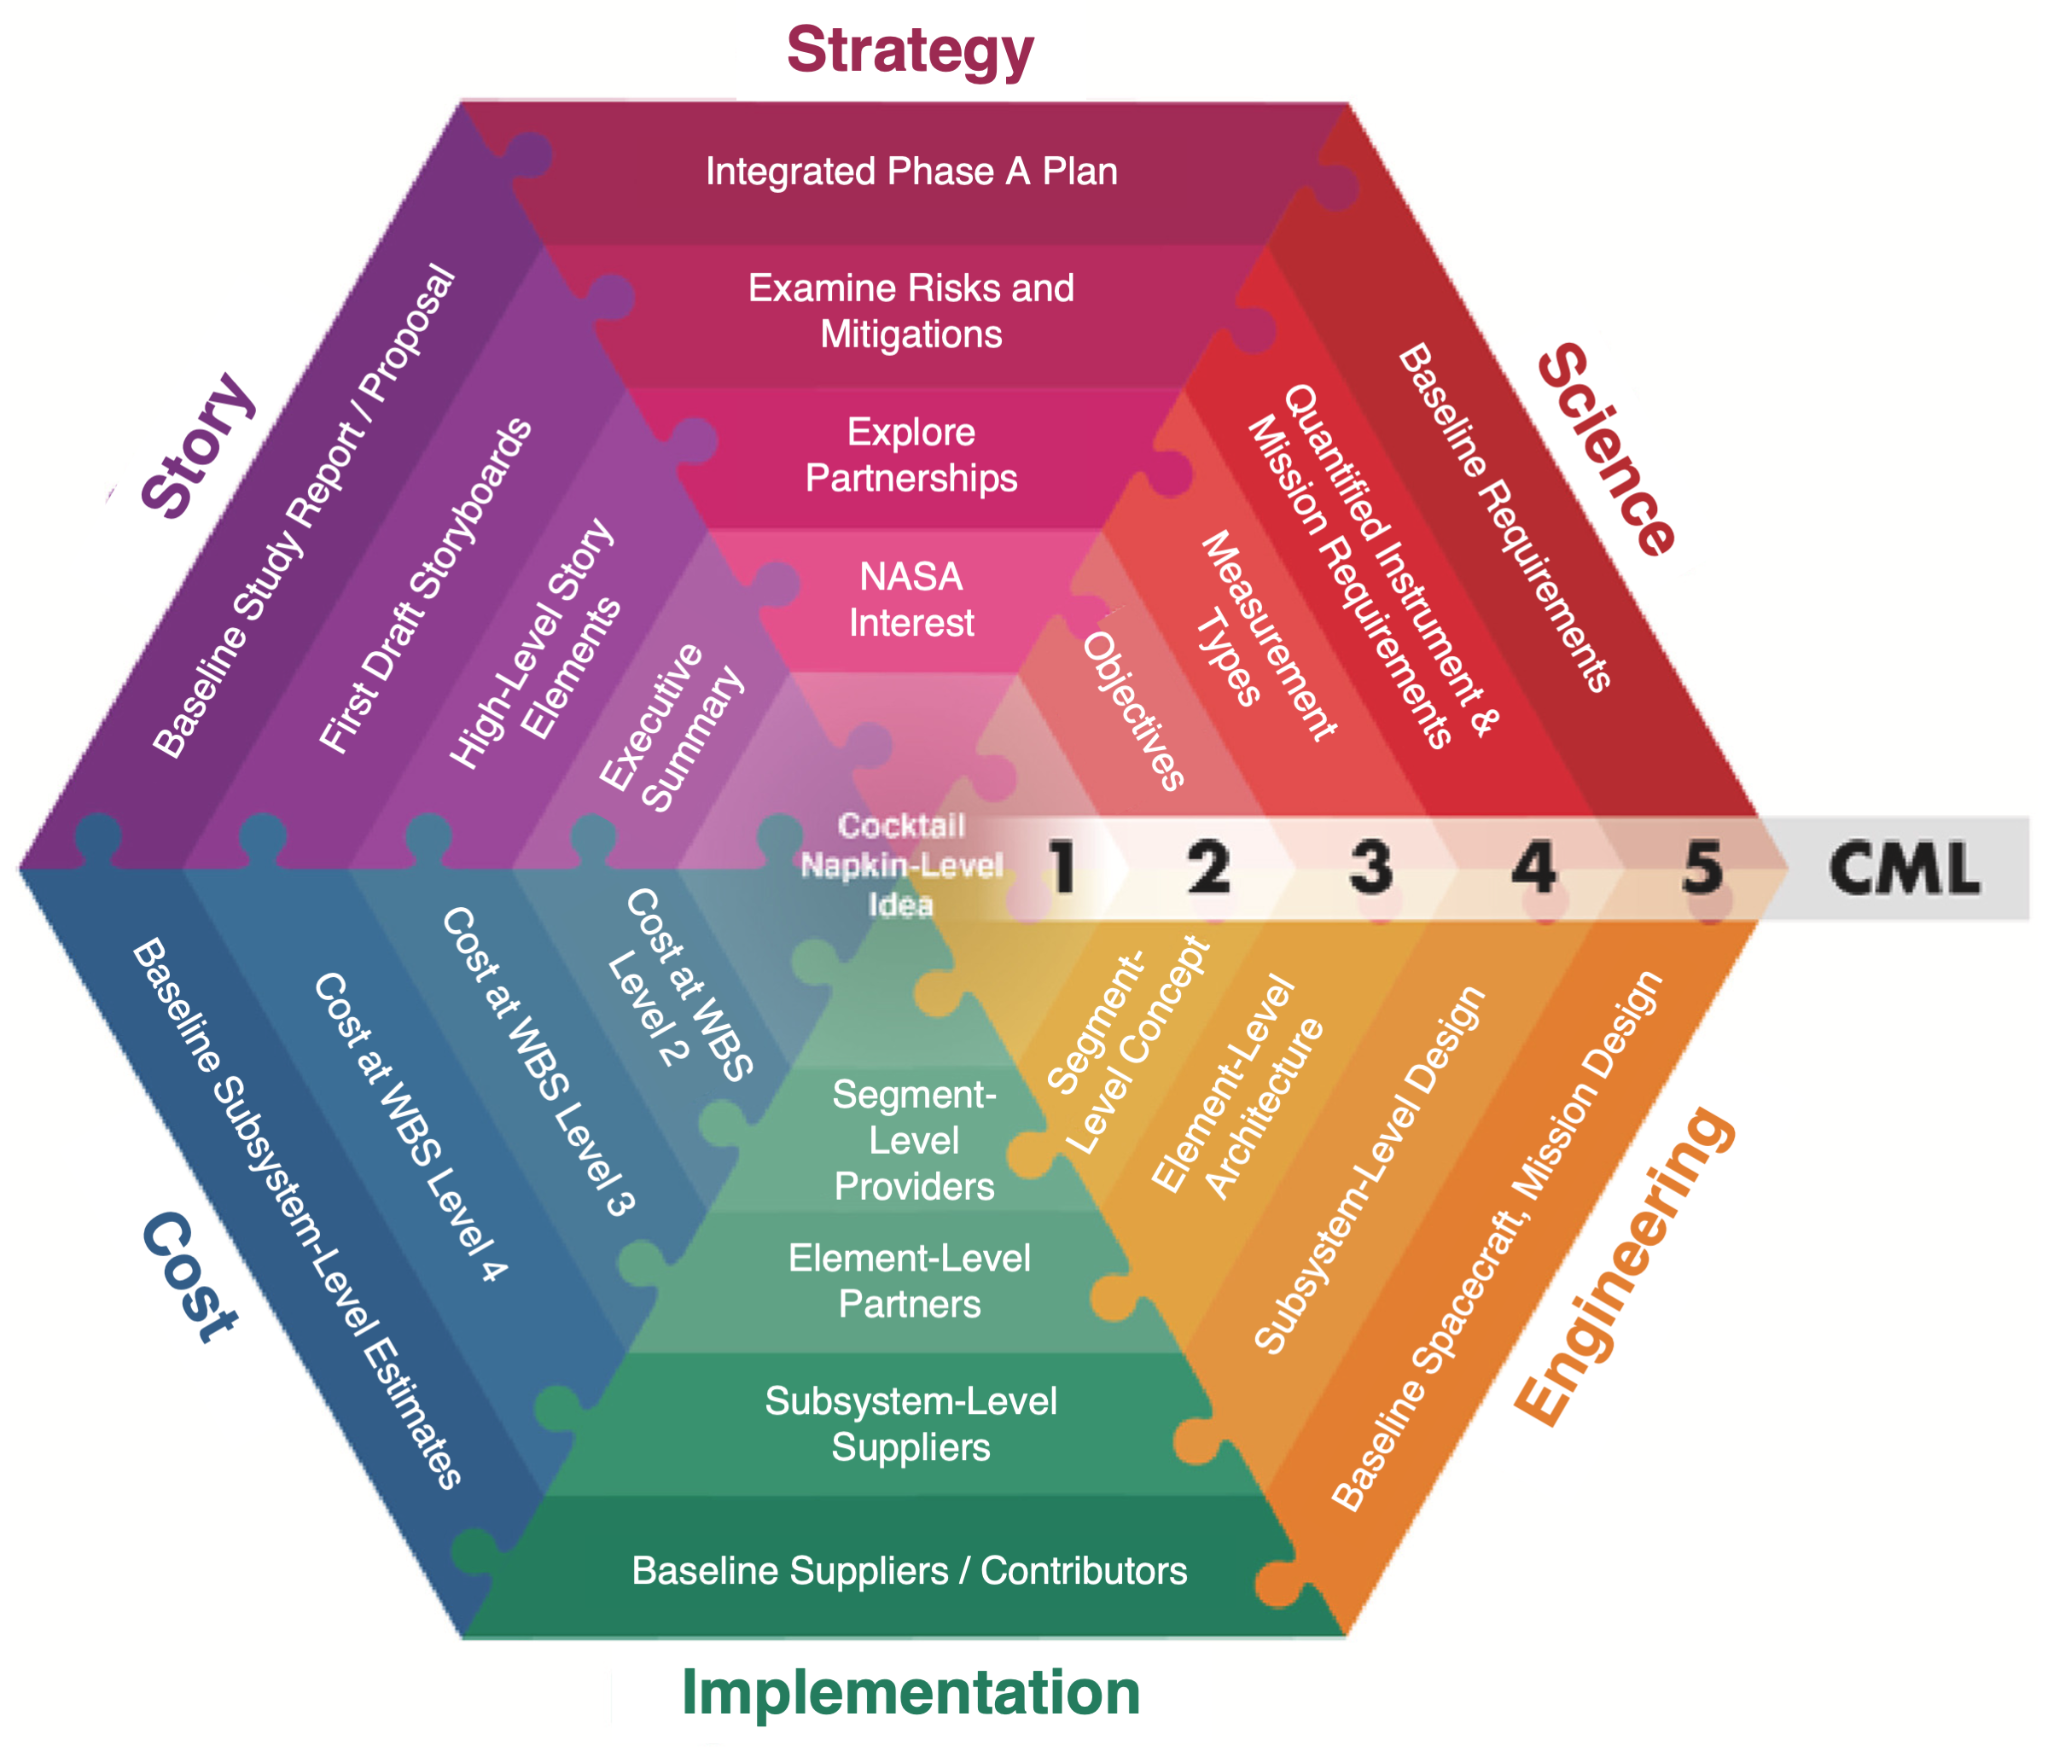 Strategy
Integrated Phase A Plan
Examine Risks and
Mitigations
Explore
Partnerships
NASA
Interest
Story
Baseline Study Report / Proposal
First Draft Storyboards
High-Level Story
Elements
Executive
Summary
Science
Baseline Requirements
Quantified Instrument &
Mission Requirements
Measurement
Types
Objectives
Cocktail
Napkin-Level
Idea
1 2 3 4 5 CML
Cost
Baseline Subsystem-Level Estimates
Cost at WBS Level 4
Cost at WBS Level 3
Cost at WBS
Level 2
Segment-
Level
Providers
Element-Level
Partners
Subsystem-Level
Suppliers
Baseline Suppliers / Contributors
Implementation
Segment-
Level Concept
Element-Level
Architecture
Subsystem-Level Design
Baseline Spacecraft, Mission Design
Engineering